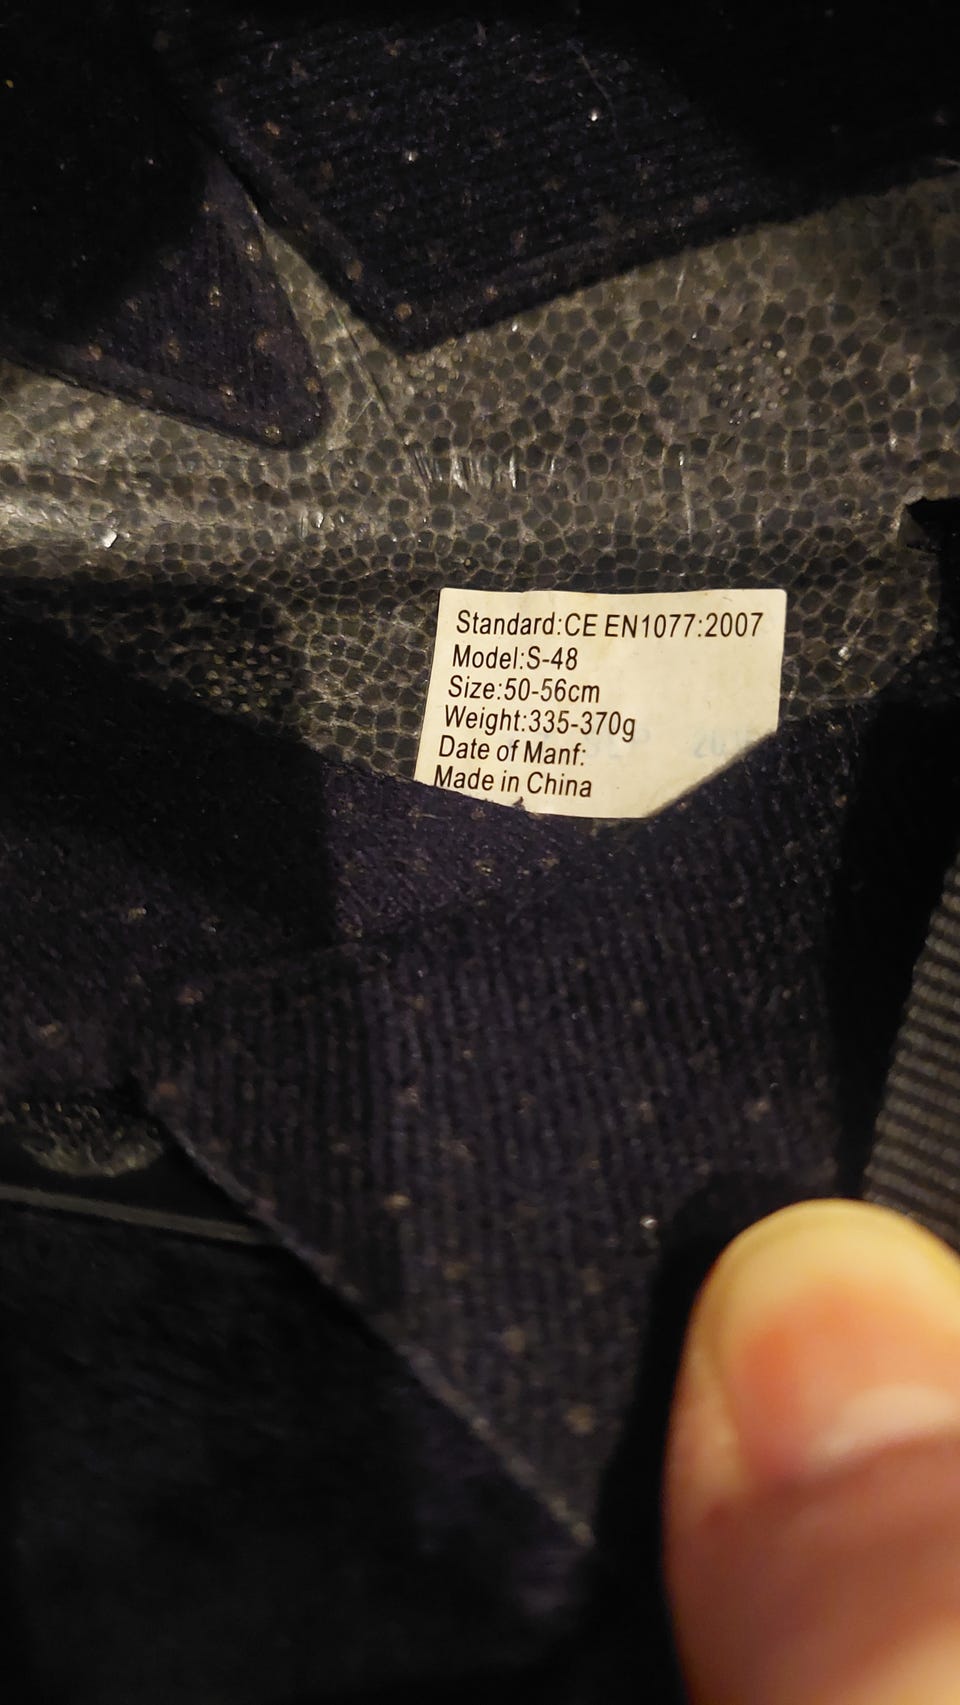 Standard:CE EN1077:2007
Model:S-48
Size:50-56cm
Weight:335-370g
Date of Manf:
Made in China